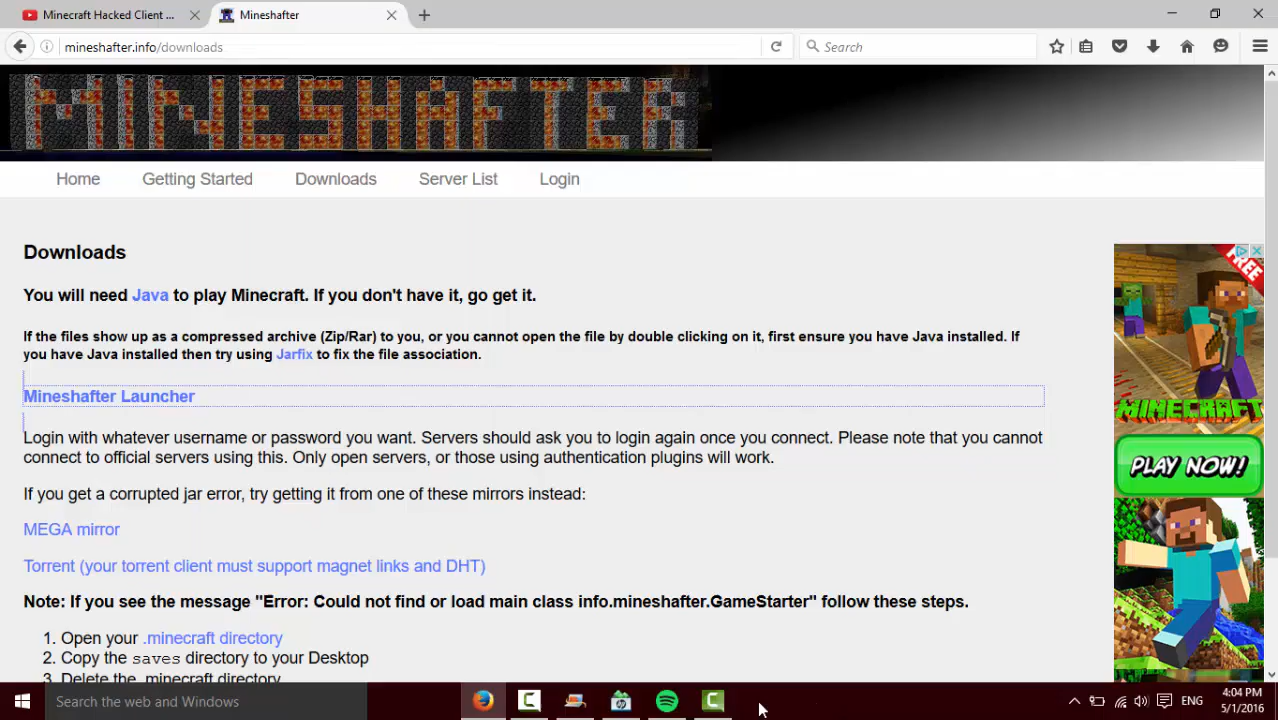 Minecraft Hacked Client ...
Mineshafter
mineshafter.info/downloads
Search
MINESHAFTER
Home
Getting Started
Downloads
Server List
Login
Downloads
You will need Java to play Minecraft. If you don't have it, go get it.
If the files show up as a compressed archive (Zip/Rar) to you, or you cannot open the file by double clicking on it, first ensure you have Java installed. If
you have Java installed then try using Jarfix to fix the file association.
Mineshafter Launcher
Login with whatever username or password you want. Servers should ask you to login again once you connect. Please note that you cannot
connect to official servers using this. Only open servers, or those using authentication plugins will work.
If you get a corrupted jar error, try getting it from one of these mirrors instead:
MEGA mirror
Torrent (your torrent client must support magnet links and DHT)
Note: If you see the message "Error: Could not find or load main class info.mineshafter.GameStarter" follow these steps.
1. Open your .minecraft directory
2. Copy the saves directory to your Desktop
3. Delete the .minecraft directory
FREE
MINECRAFT
PLAY NOW!
Search the web and Windows
ENG
4:04 PM
5/1/2016